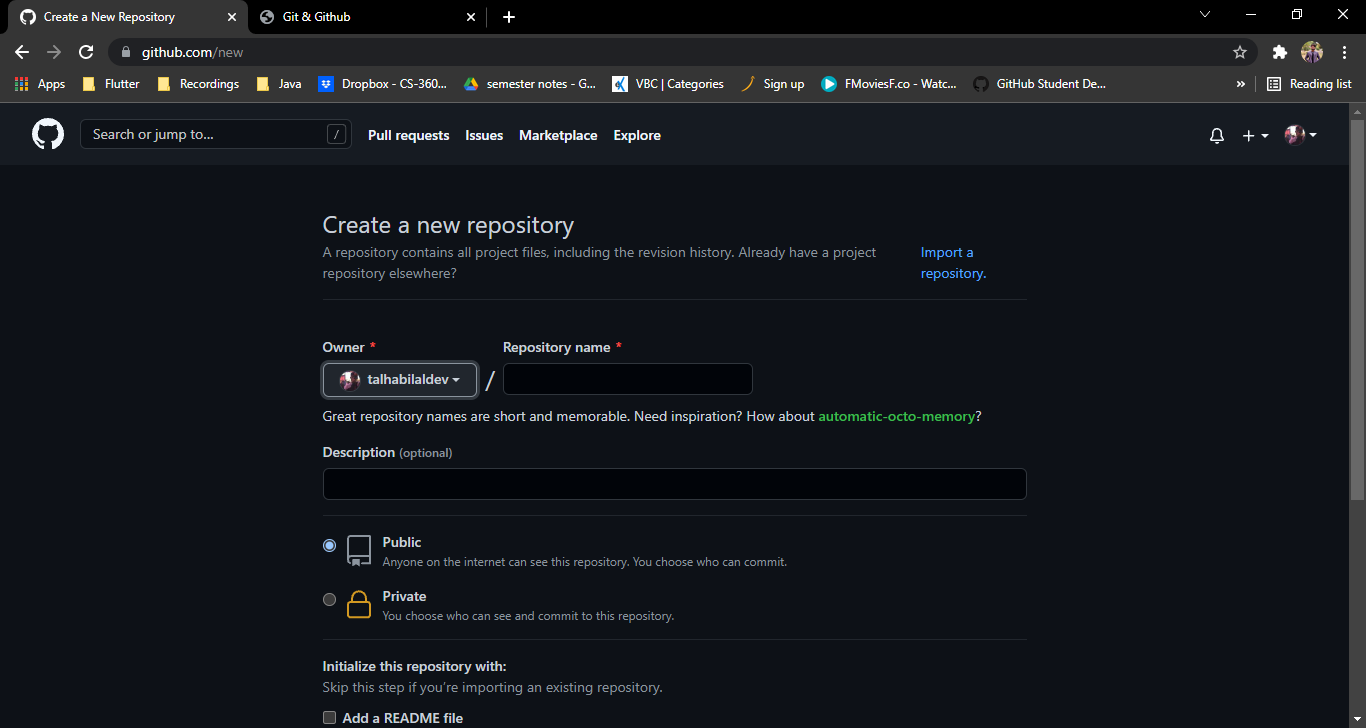 Create a New Repository
Git & Github
github.com/new
Apps Flutter Recordings Java Dropbox - CS-360... semester notes - G... VBC | Categories Sign up FMoviesF.co - Watc... GitHub Student De... » Reading list
Search or jump to... / Pull requests Issues Marketplace Explore
Create a new repository
A repository contains all project files, including the revision history. Already have a project
repository elsewhere?
Import a
repository.
Owner * Repository name *
talhabilaldev /
Great repository names are short and memorable. Need inspiration? How about automatic-octo-memory?
Description (optional)
Public
Anyone on the internet can see this repository. You choose who can commit.
Private
You choose who can see and commit to this repository.
Initialize this repository with:
Skip this step if you're importing an existing repository.
Add a README file